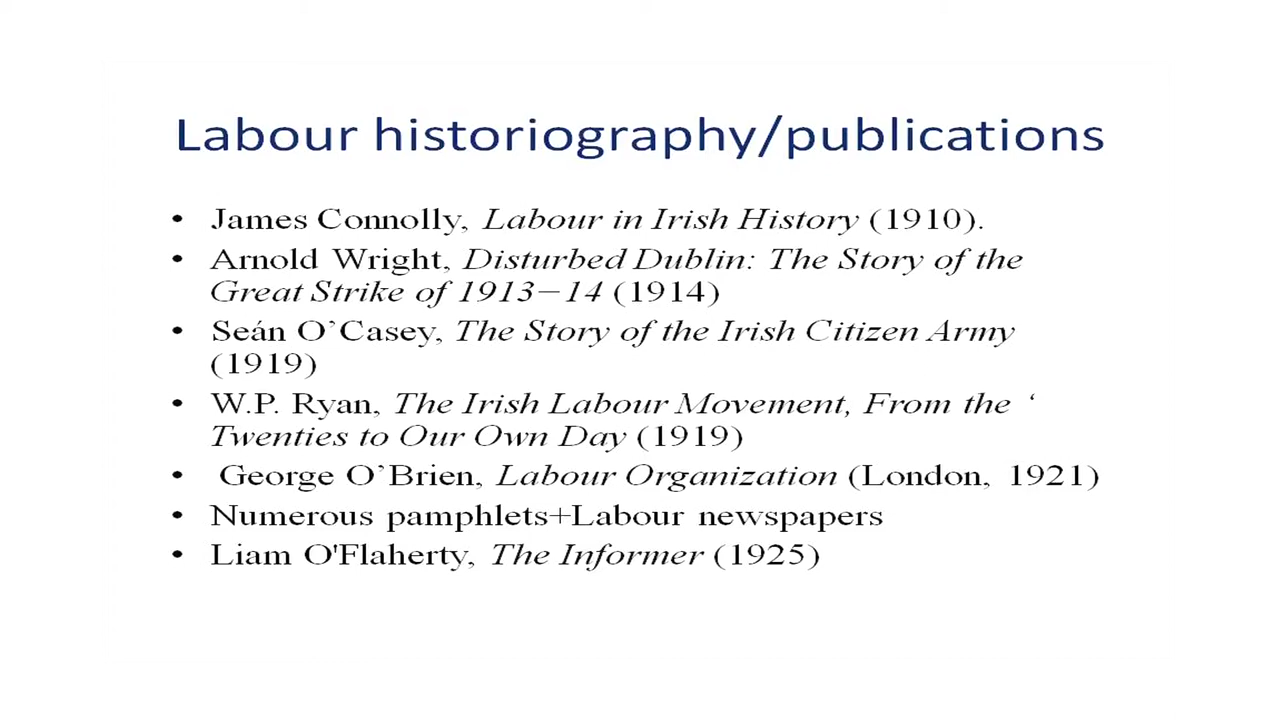 Labour historiography/publications
• James Connolly, Labour in Irish History (1910).
• Arnold Wright, Disturbed Dublin: The Story of the
Great Strike of 1913–14 (1914)
• Seán O’Casey, The Story of the Irish Citizen Army
(1919)
• W.P. Ryan, The Irish Labour Movement, From the ‘
Twenties to Our Own Day (1919)
• George O’Brien, Labour Organization (London, 1921)
• Numerous pamphlets+Labour newspapers
• Liam O'Flaherty, The Informer (1925)